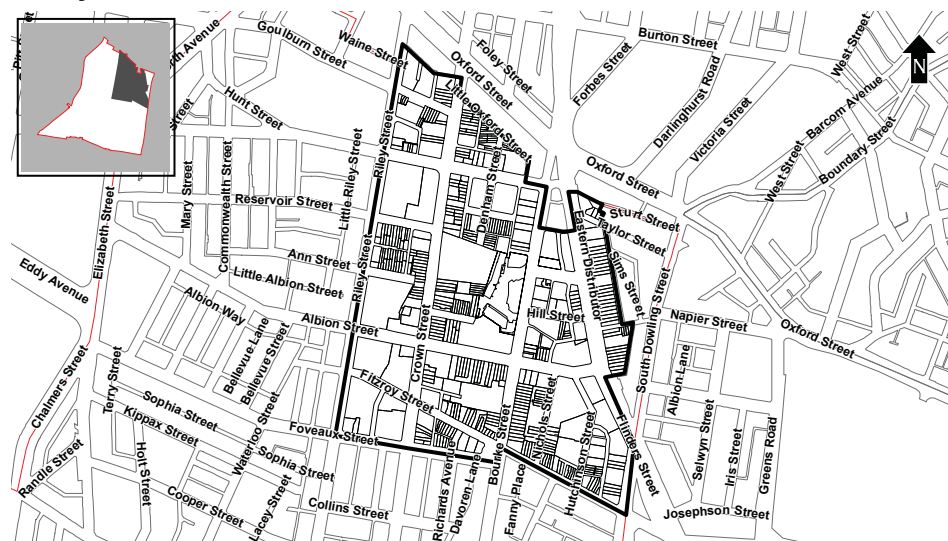 Goulburn Street
Waine Street
Foley Street
Burton Street
West Street
N
Oxford Street
Forbes Street
Darlinghurst Road
Barcom Avenue
Victoria Street
Hunt Street
Little Oxford Street
Boundary Street
Street
Riley Street
Little Riley Street
Commonwealth Street
Mary Street
Denham Street
Oxford Street
West Street
Reservoir Street
Sturt Street
Taylor Street
Elizabeth Street
Ann Street
Riley Street
Eastern Distributor
Sims Street
Eddy Avenue
Little Albion Street
Albion Way
Albion Street
Hill Street
Napier Street
South Dowling Street
Oxford Street
Bellevue Lane
Bellevue Street
Crown Street
Chalmers Street
Terry Street
Fitzroy Street
Albion Lane
Sophia Street
Kippax Street
Foveaux Street
Nichols Street
Flinders Street
Waterloo Street
Sophia Street
Bourke Street
Hutchinson Street
Selwyn Street
Iris Street
Greens Road
Randle Street
Holt Street
Cooper Street
Lacey Street
Collins Street
Richards Avenue
Davoren Lane
Fanny Place
Josephson Street